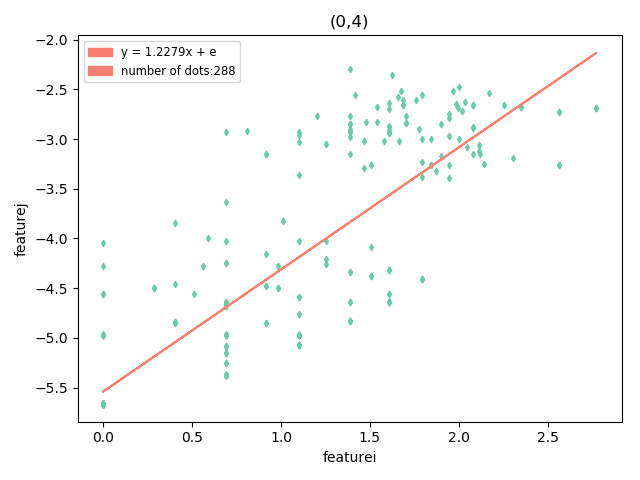 (0,4)
y = 1.2279x + e
number of dots:288
−2.0
−2.5
−3.0
−3.5
−4.0
−4.5
−5.0
−5.5
featurej
0.0 0.5 1.0 1.5 2.0 2.5
featurei